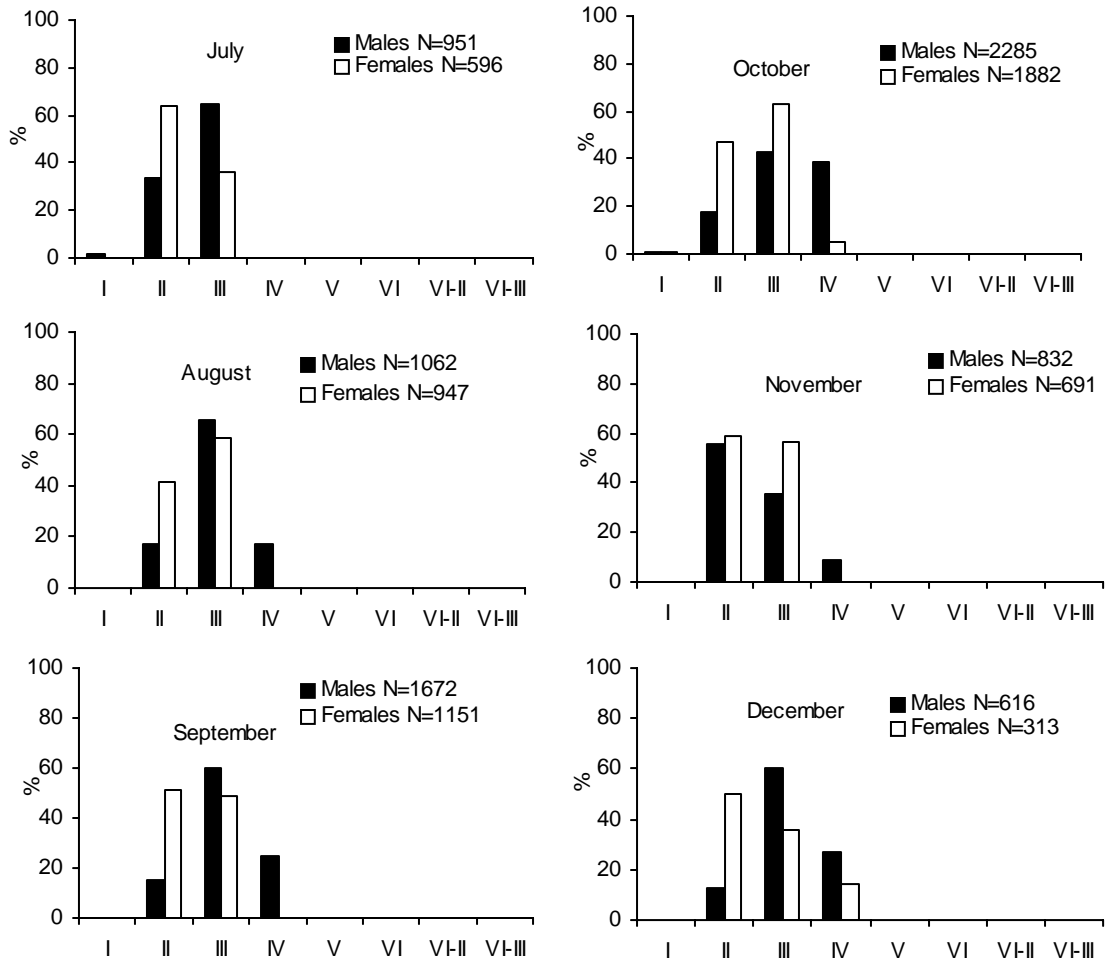 July
Males N=951
Females N=596
%
100
80
60
40
20
0
I II III IV V VI VI-II VI-III
October
Males N=2285
Females N=1882
%
100
80
60
40
20
0
I II III IV V VI VI-II VI-III
August
Males N=1062
Females N=947
%
100
80
60
40
20
0
I II III IV V VI VI-II VI-III
November
Males N=832
Females N=691
%
100
80
60
40
20
0
I II III IV V VI VI-II VI-III
September
Males N=1672
Females N=1151
%
100
80
60
40
20
0
I II III IV V VI VI-II VI-III
December
Males N=616
Females N=313
%
100
80
60
40
20
0
I II III IV V VI VI-II VI-III